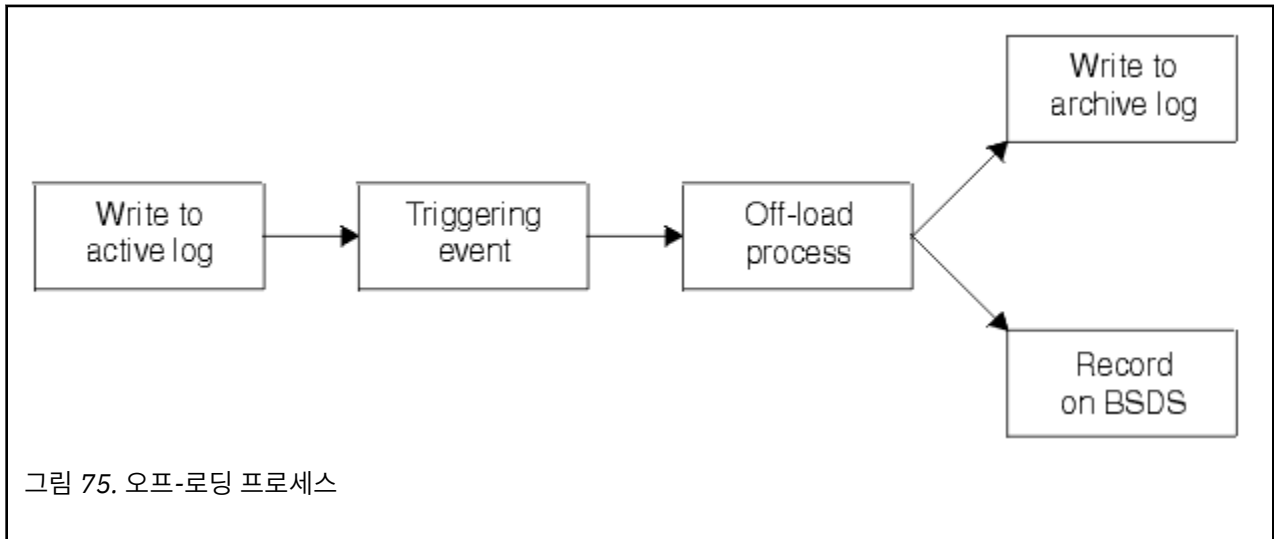 Write to
active log
Triggering
event
Off-load
process
Write to
archive log
Record
on BSDS
그림 75. 오프-로딩 프로세스